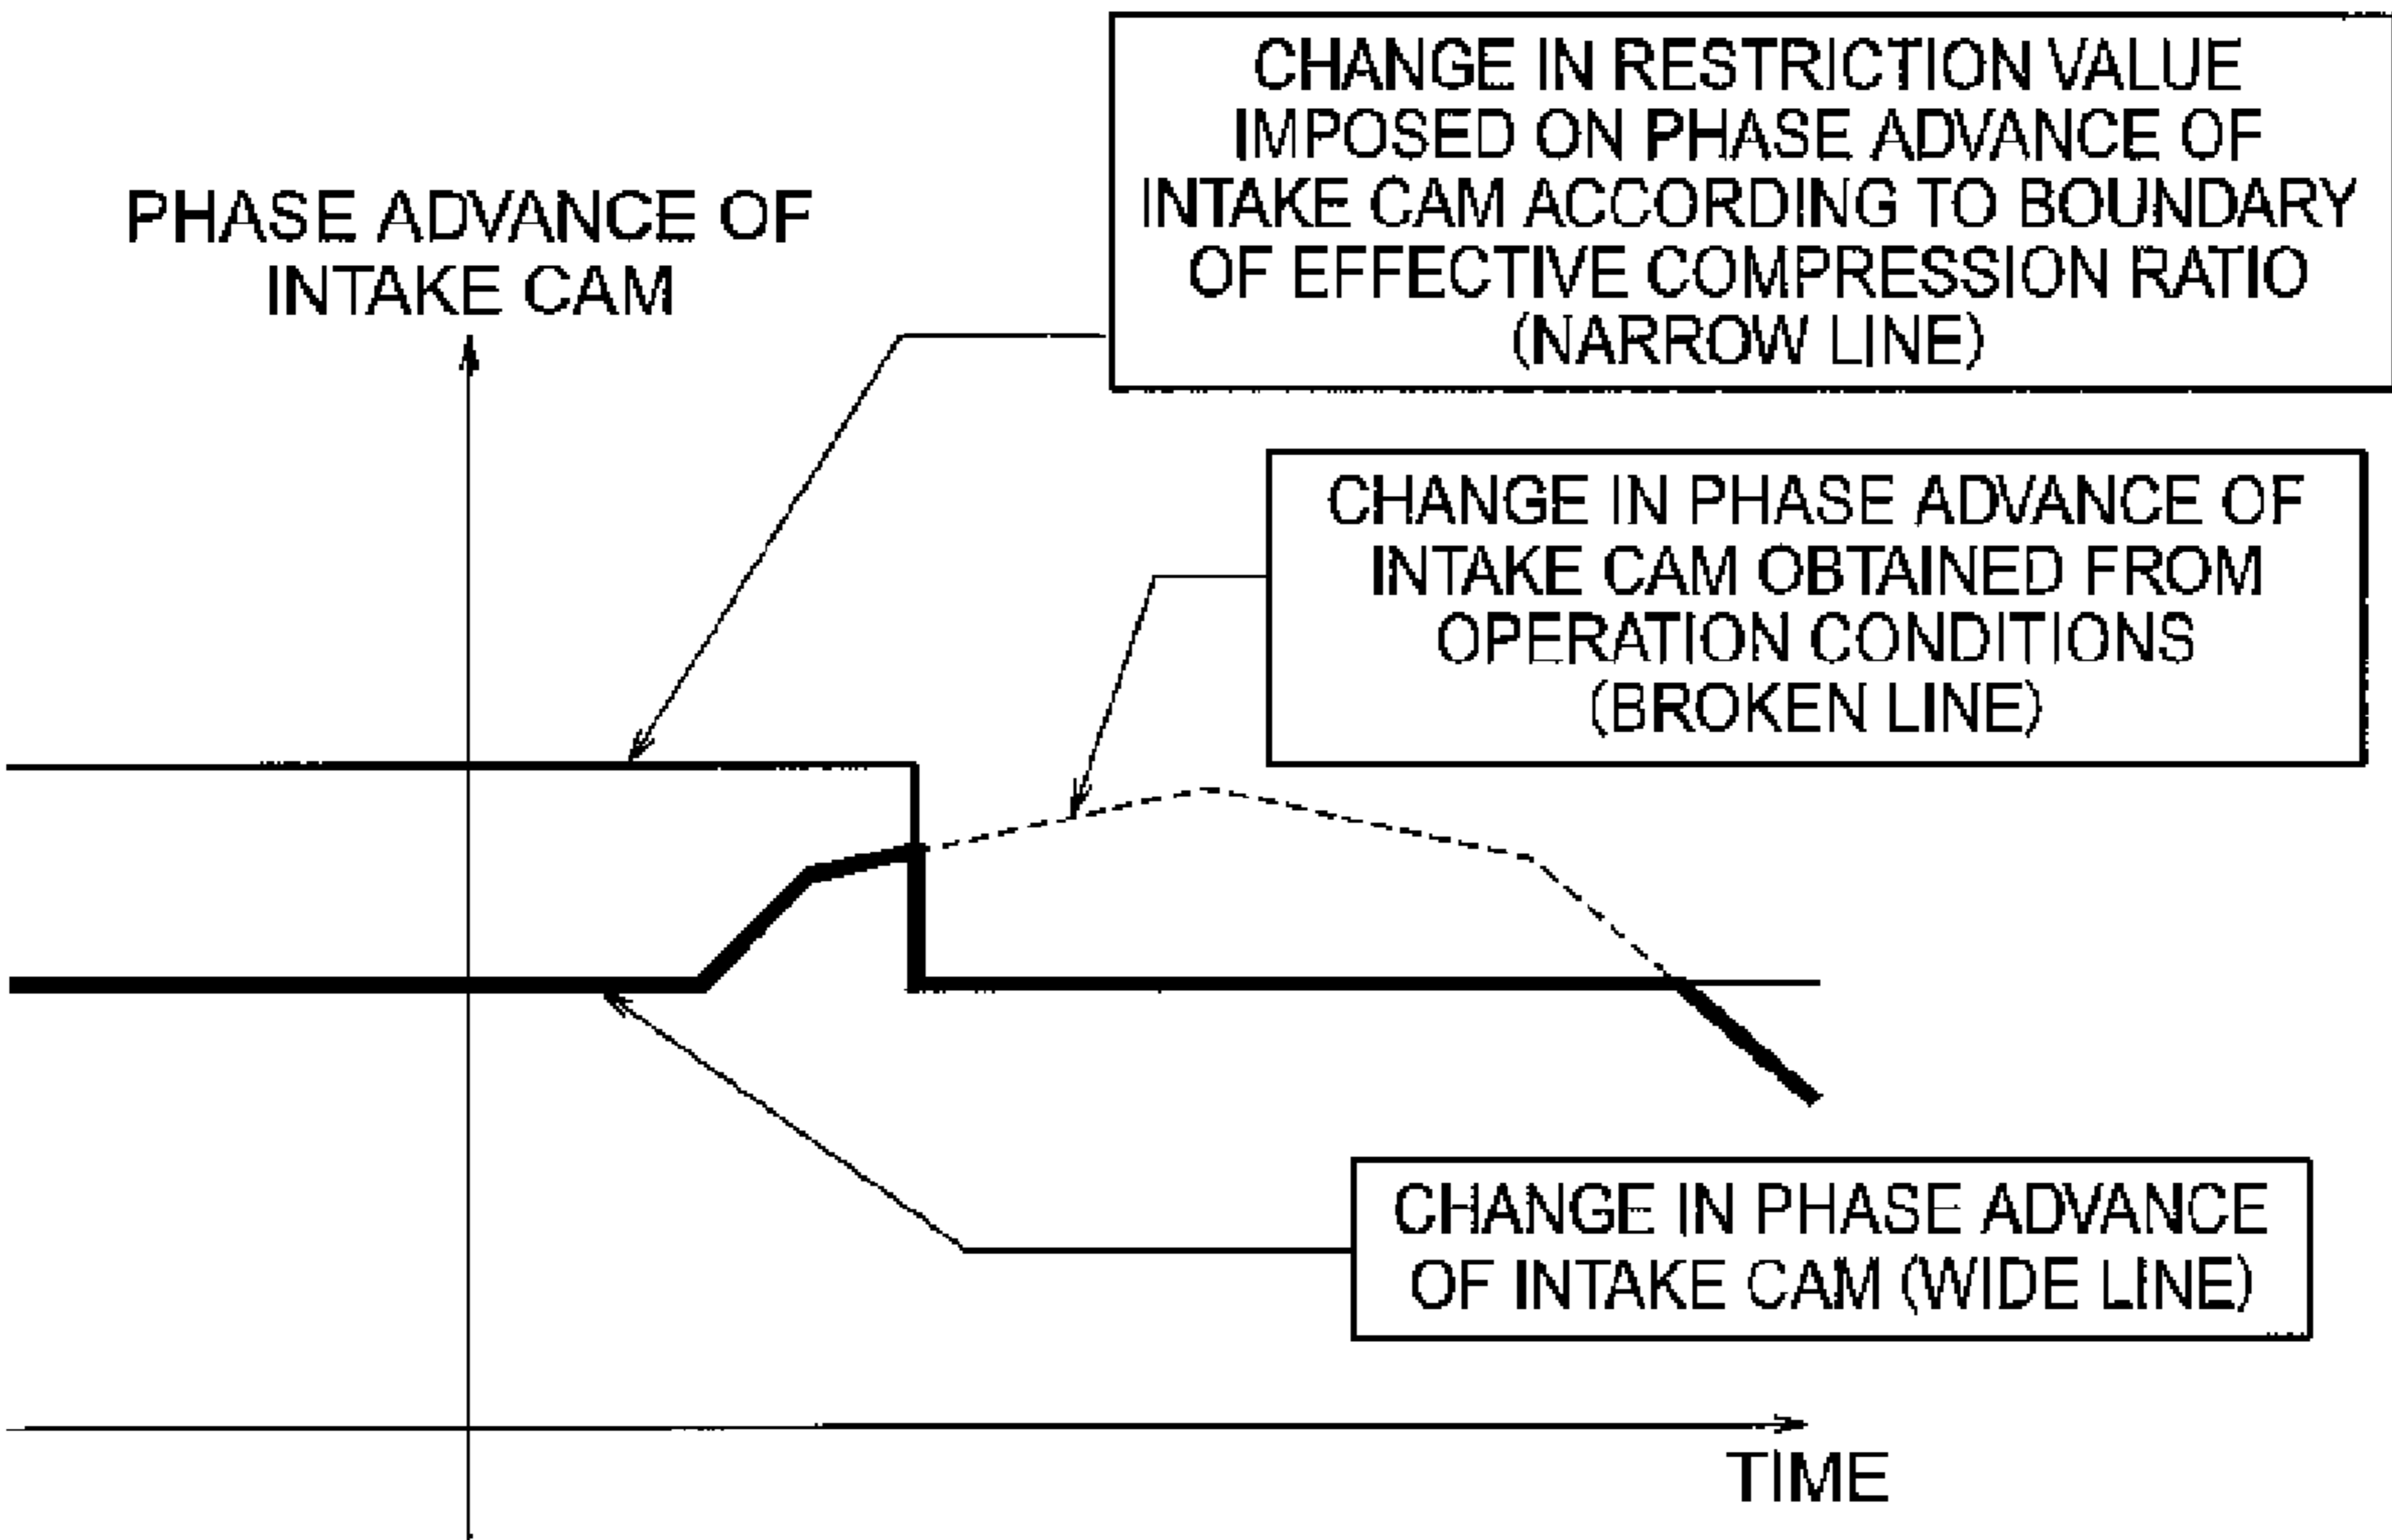 CHANGE IN RESTRICTION VALUE
IMPOSED ON PHASE ADVANCE OF
INTAKE CAM ACCORDING TO BOUNDARY
OF EFFECTIVE COMPRESSION RATIO
(NARROW LINE)
PHASE ADVANCE OF
INTAKE CAM
CHANGE IN PHASE ADVANCE OF
INTAKE CAM OBTAINED FROM
OPERATION CONDITIONS
(BROKEN LINE)
CHANGE IN PHASE ADVANCE
OF INTAKE CAM (WIDE LINE)
TIME